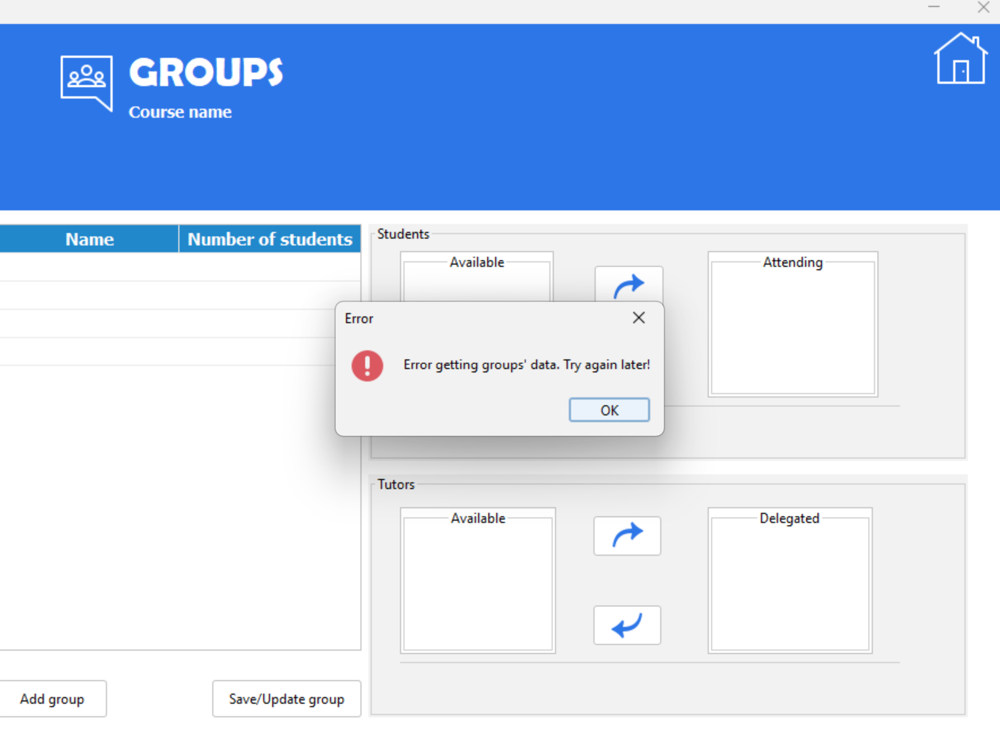 GROUPS
Course name
Name
Number of students
Students
Available
Attending
Error
Error getting groups' data. Try again later!
OK
Tutors
Available
Delegated
Add group
Save/Update group